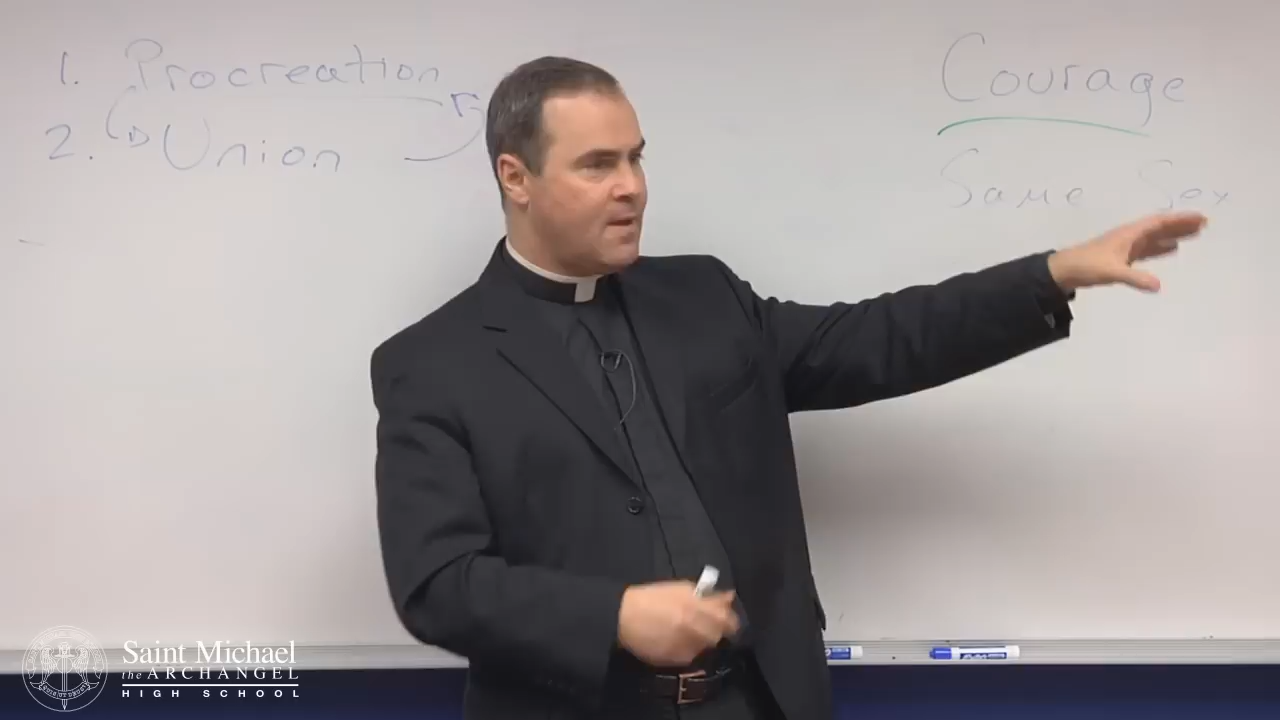 1. Procreation
2. Union
Courage
Same Sex
Saint Michael
the ARCHANGEL
HIGH SCHOOL